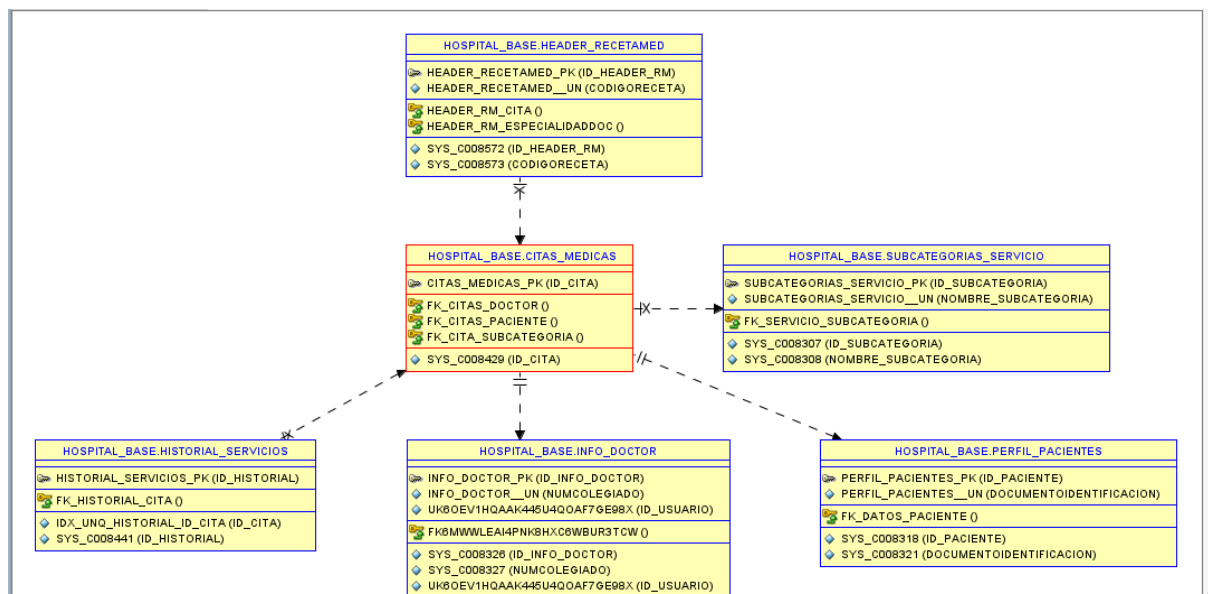 HOSPITAL_BASE.HEADER_RECETAMED
HEADER_RECETAMED_PK (ID_HEADER_RM)
HEADER_RECETAMED__UN (CODIGORECETA)
HEADER_RM_CITA ()
HEADER_RM_ESPECIALIDADDOC ()
SYS_C008572 (ID_HEADER_RM)
SYS_C008573 (CODIGORECETA)
HOSPITAL_BASE.CITAS_MEDICAS
CITAS_MEDICAS_PK (ID_CITA)
FK_CITAS_DOCTOR ()
FK_CITAS_PACIENTE ()
FK_CITA_SUBCATEGORIA ()
SYS_C008429 (ID_CITA)
HOSPITAL_BASE.SUBCATEGORIAS_SERVICIO
SUBCATEGORIAS_SERVICIO_PK (ID_SUBCATEGORIA)
SUBCATEGORIAS_SERVICIO__UN (NOMBRE_SUBCATEGORIA)
FK_SERVICIO_SUBCATEGORIA ()
SYS_C008307 (ID_SUBCATEGORIA)
SYS_C008308 (NOMBRE_SUBCATEGORIA)
HOSPITAL_BASE.HISTORIAL_SERVICIOS
HISTORIAL_SERVICIOS_PK (ID_HISTORIAL)
FK_HISTORIAL_CITA ()
IDX_UNQ_HISTORIAL_ID_CITA (ID_CITA)
SYS_C008441 (ID_HISTORIAL)
HOSPITAL_BASE.INFO_DOCTOR
INFO_DOCTOR_PK (ID_INFO_DOCTOR)
INFO_DOCTOR__UN (NUMCOLEGIADO)
UK6OEV1HQAAK445U4QOAF7GE98X (ID_USUARIO)
FK6MWWLEAI4PNK8HXC6WBUR3TCW ()
SYS_C008326 (ID_INFO_DOCTOR)
SYS_C008327 (NUMCOLEGIADO)
UK6OEV1HQAAK445U4QOAF7GE98X (ID_USUARIO)
HOSPITAL_BASE.PERFIL_PACIENTES
PERFIL_PACIENTES_PK (ID_PACIENTE)
PERFIL_PACIENTES__UN (DOCUMENTOIDENTIFICACION)
FK_DATOS_PACIENTE ()
SYS_C008318 (ID_PACIENTE)
SYS_C008321 (DOCUMENTOIDENTIFICACION)